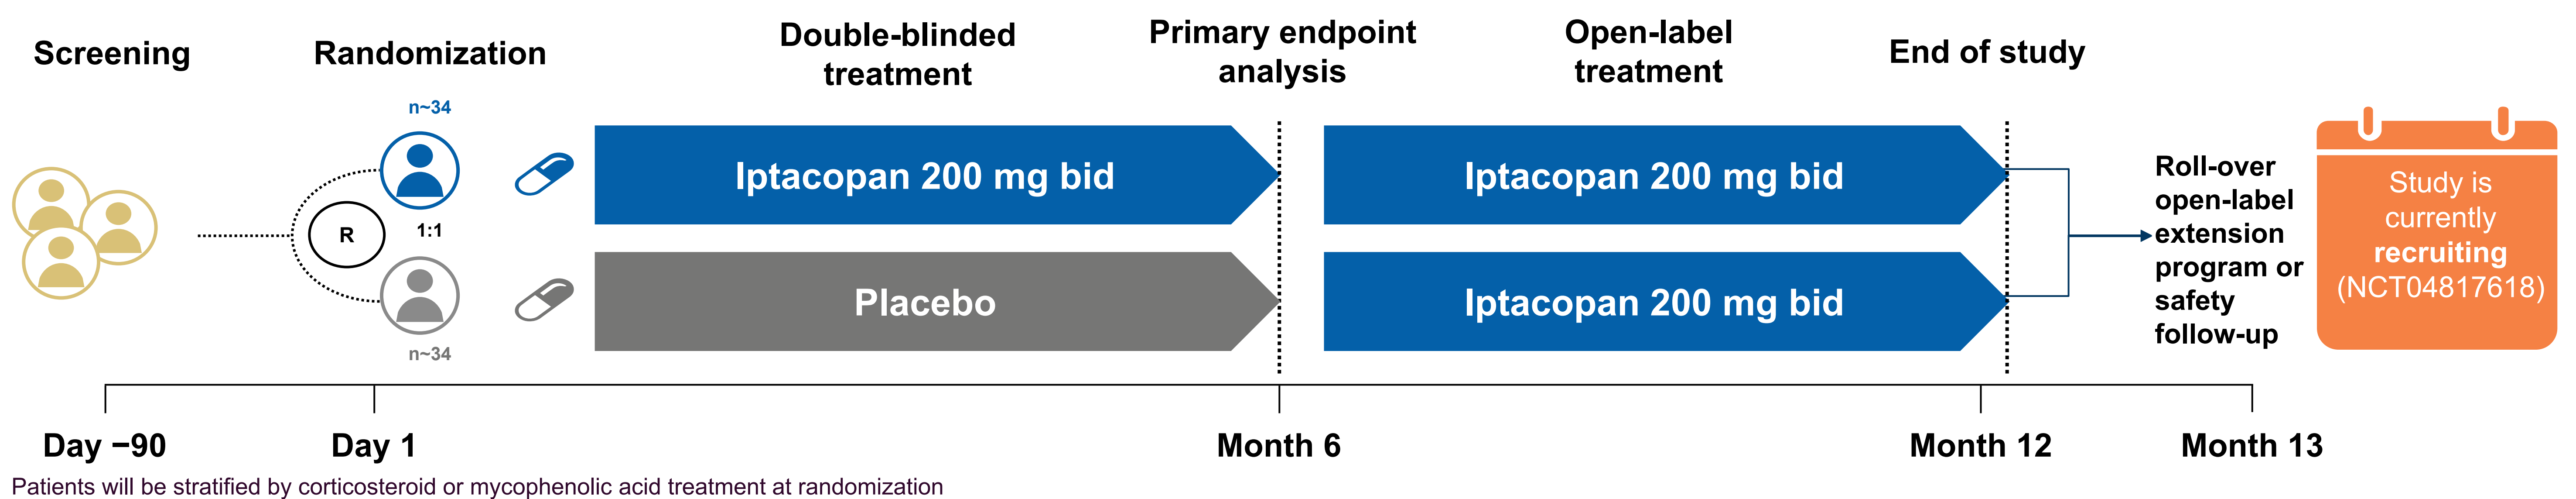 Screening
Randomization
Double-blinded
treatment
Primary endpoint
analysis
Open-label
treatment
End of study
n~34
R
1:1
n~34
Iptacopan 200 mg bid
Placebo
Iptacopan 200 mg bid
Iptacopan 200 mg bid
Roll-over
open-label
extension
program or
safety
follow-up
Study is
currently
recruiting
(NCT04817618)
Day −90
Day 1
Month 6
Month 12
Month 13
Patients will be stratified by corticosteroid or mycophenolic acid treatment at randomization